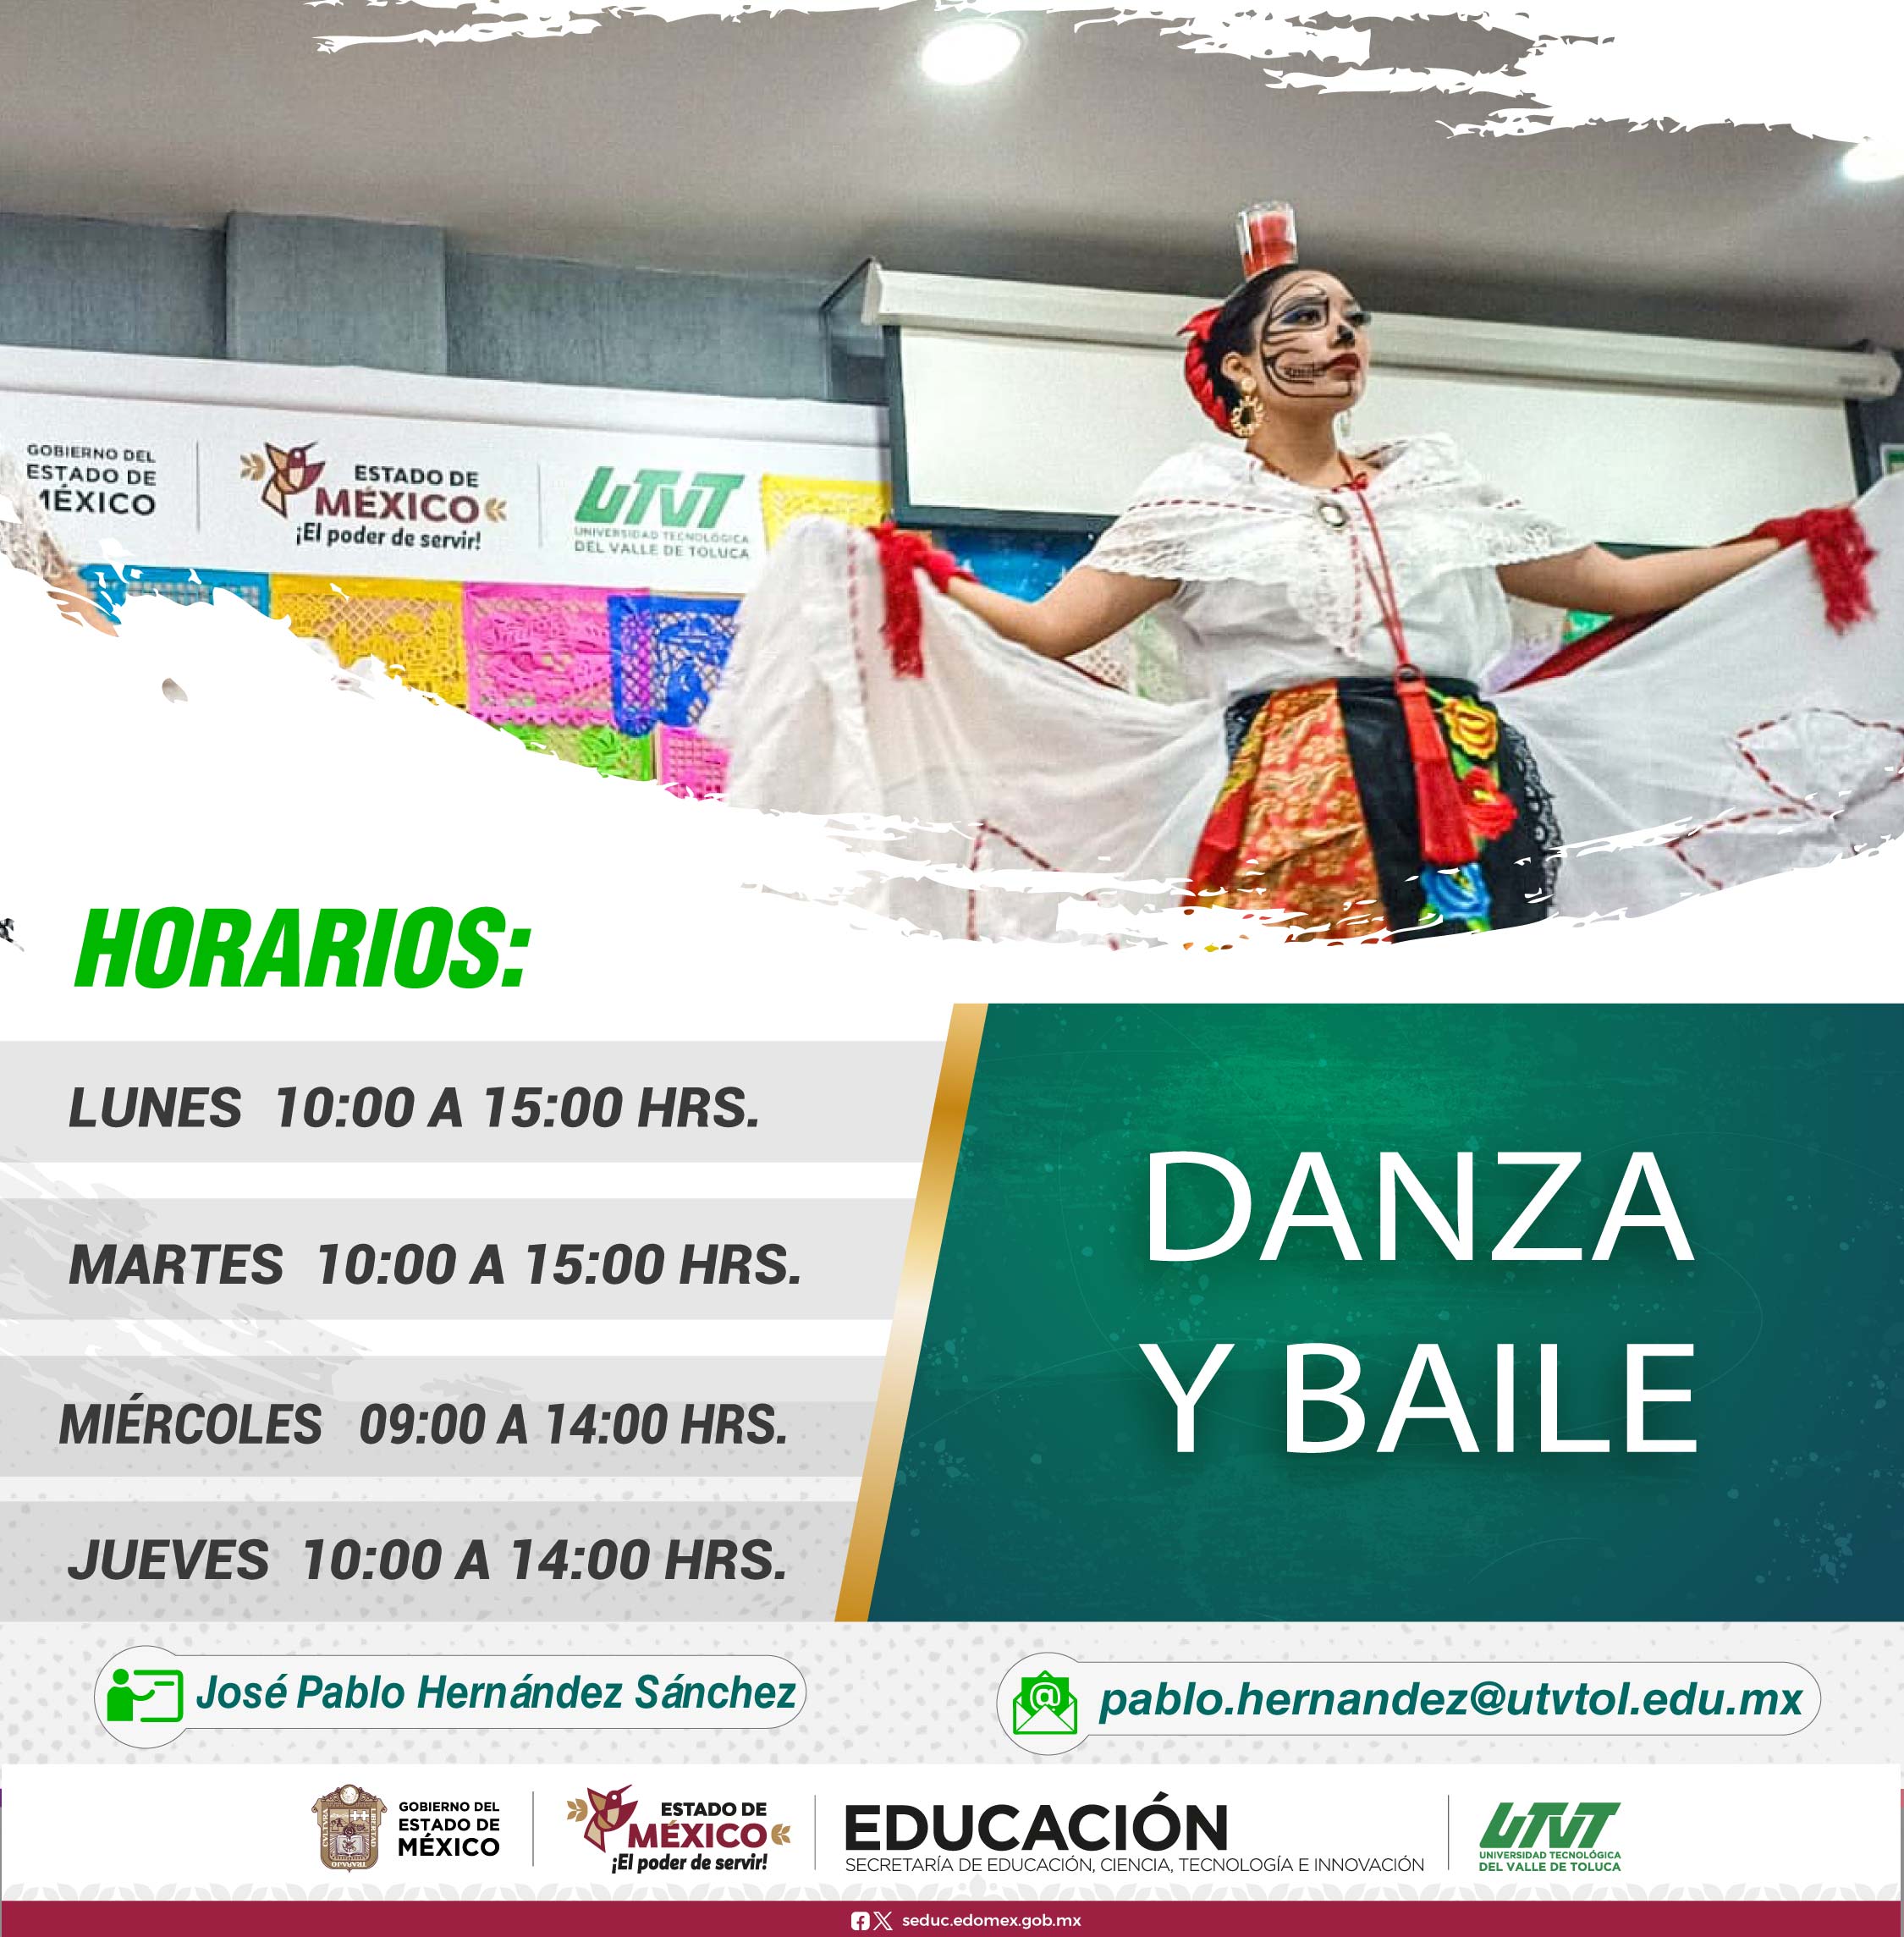 GOBIERNO DEL
ESTADO DE
MÉXICO
ESTADO DE
MÉXICO
¡El poder de servir!
UTVT
UNIVERSIDAD TECNOLÓGICA
DEL VALLE DE TOLUCA
HORARIOS:
LUNES 10:00 A 15:00 HRS.
MARTES 10:00 A 15:00 HRS.
MIÉRCOLES 09:00 A 14:00 HRS.
JUEVES 10:00 A 14:00 HRS.
DANZA
Y BAILE
José Pablo Hernández Sánchez
pablo.hernandez@utvtol.edu.mx
GOBIERNO DEL
ESTADO DE
MÉXICO
ESTADO DE
MÉXICO
¡El poder de servir!
EDUCACIÓN
SECRETARÍA DE EDUCACIÓN, CIENCIA, TECNOLOGÍA E INNOVACIÓN
UTVT
UNIVERSIDAD TECNOLÓGICA
DEL VALLE DE TOLUCA
seduc.edomex.gob.mx